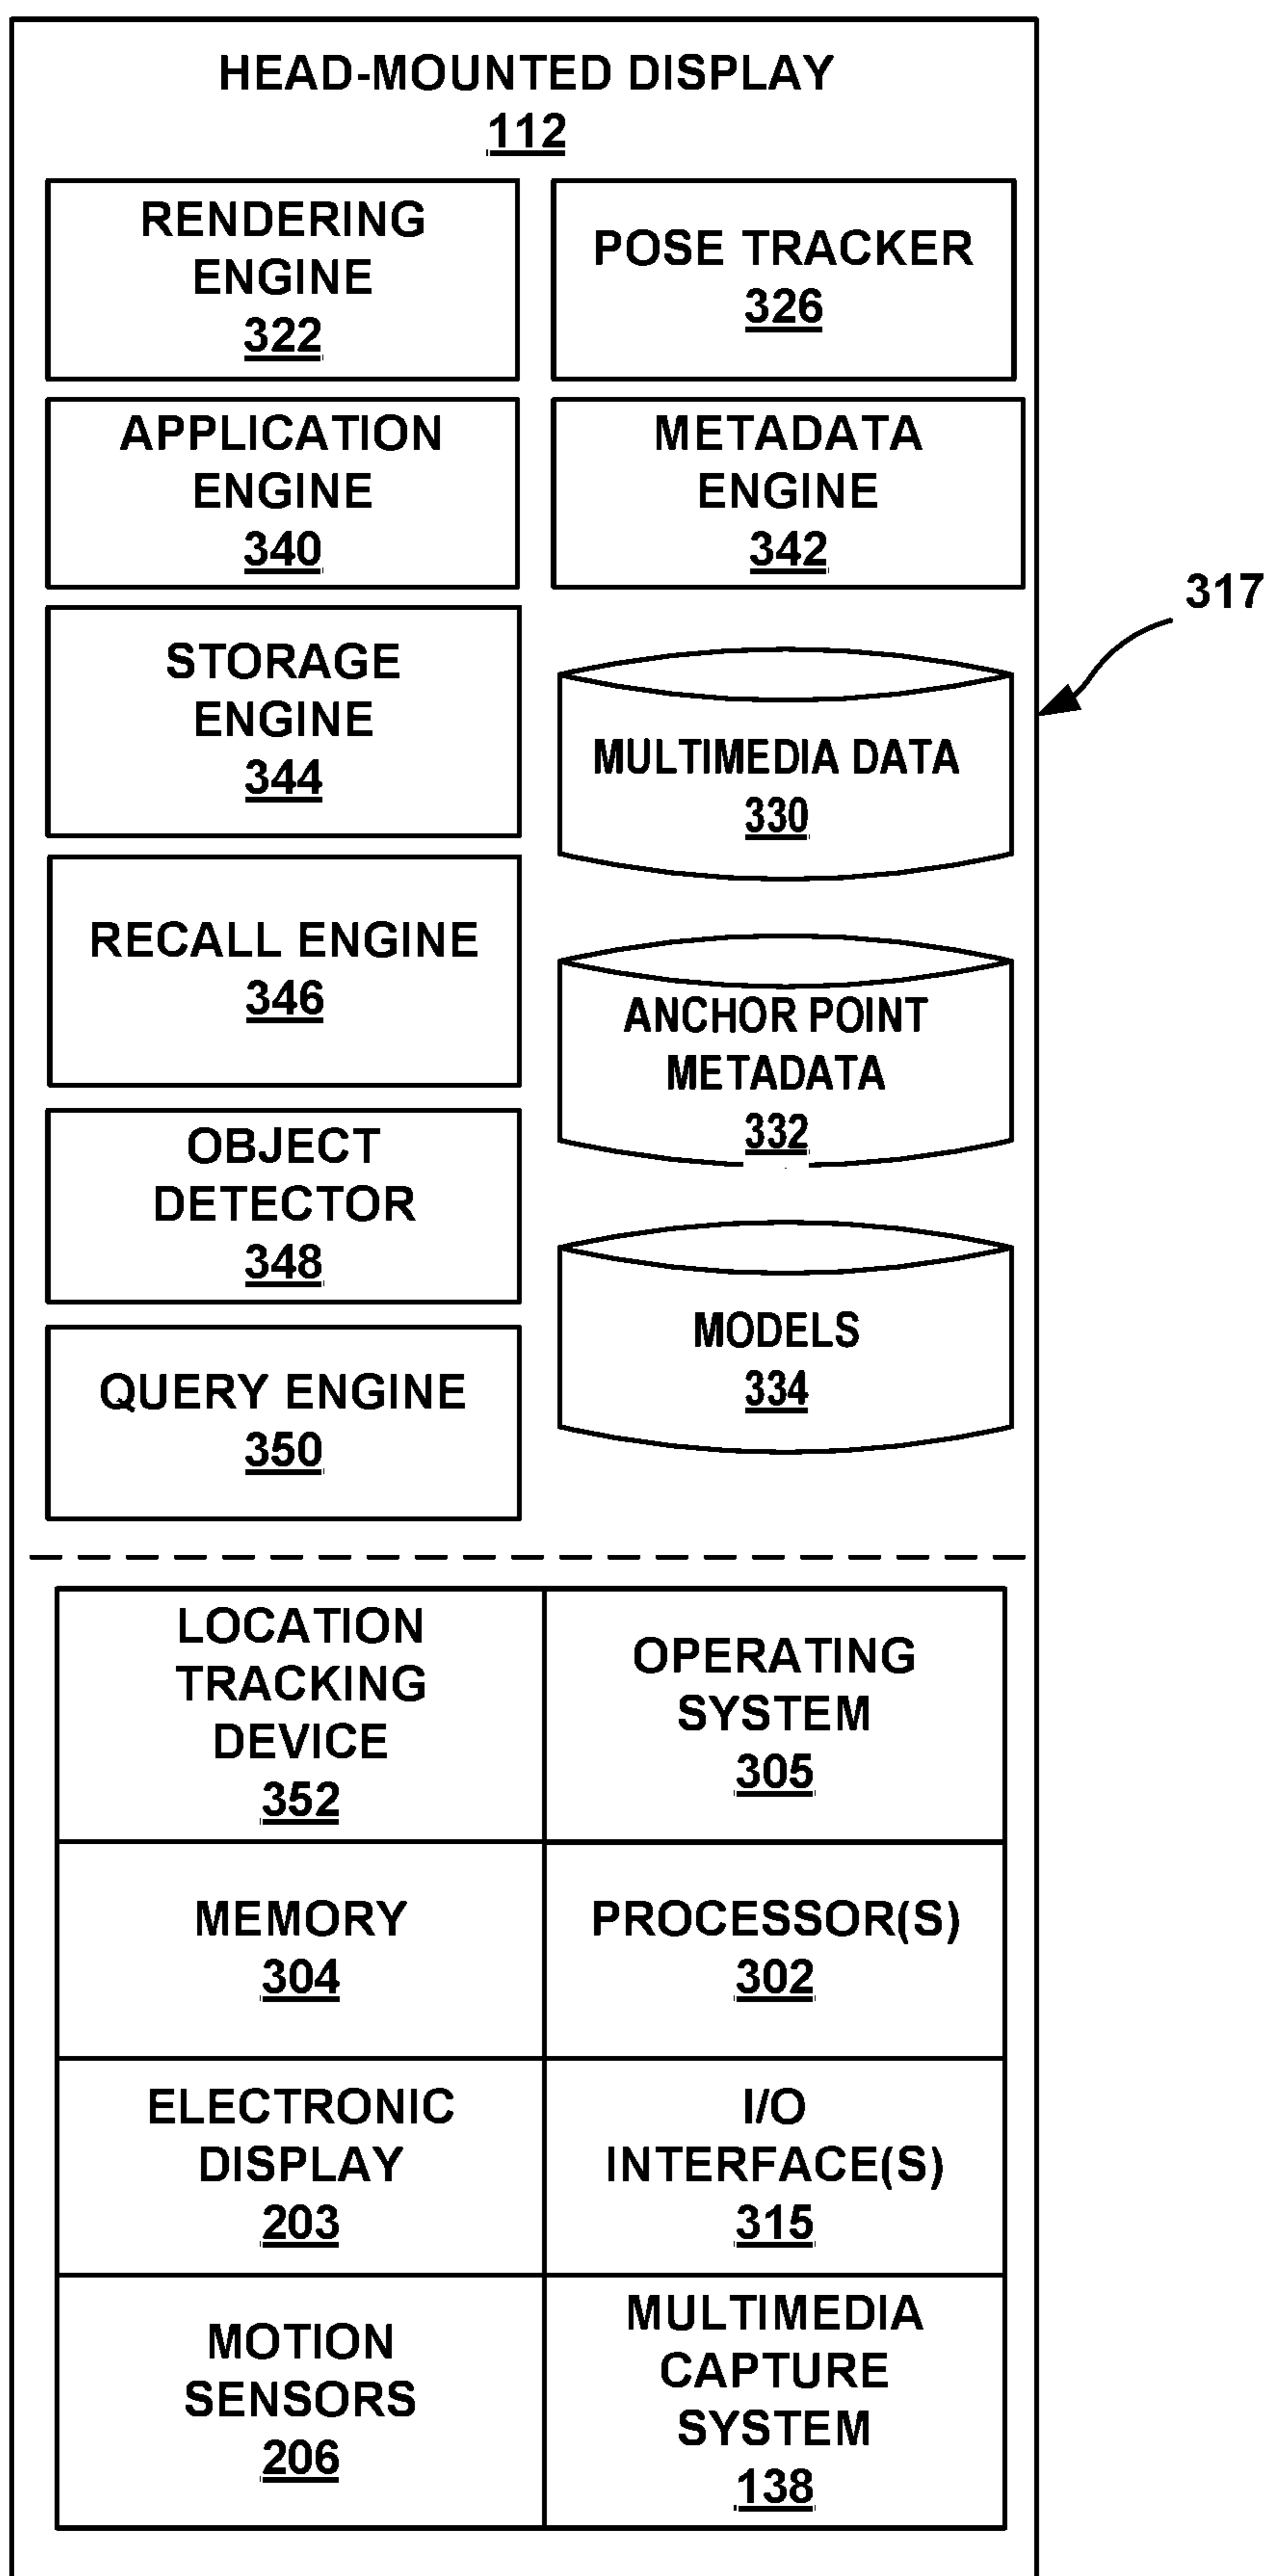 HEAD-MOUNTED DISPLAY
112
RENDERING
ENGINE
322
POSE TRACKER
326
APPLICATION
ENGINE
340
METADATA
ENGINE
342
317
STORAGE
ENGINE
344
MULTIMEDIA DATA
330
RECALL ENGINE
346
ANCHOR POINT
METADATA
332
OBJECT
DETECTOR
348
MODELS
334
QUERY ENGINE
350
LOCATION
TRACKING
DEVICE
352
OPERATING
SYSTEM
305
MEMORY
304
PROCESSOR(S)
302
ELECTRONIC
DISPLAY
203
I/O
INTERFACE(S)
315
MOTION
SENSORS
206
MULTIMEDIA
CAPTURE
SYSTEM
138